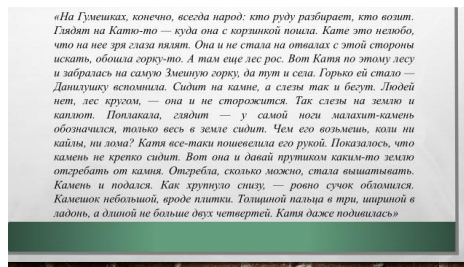 «На Гумешках, конечно, всегда народ: кто руду разбирает, кто возит.
Глядят на Катю-то — куда она с корзинкой пошла. Кате это нелюбо,
что на нее зря глаза пялят. Она и не стала на отвалах с этой стороны
искать, обошла горку-то. А там еще лес рос. Вот Катя по этому лесу
и забралась на самую Змеиную горку, да тут и села. Горько ей стало —
Данилушку вспомнила. Сидит на камне, а слезы так и бегут. Людей
нет, лес кругом, — она и не сторожится. Так слезы на землю и
каплют. Поплакала, глядит — у самой ноги малахит-камень
обозначился, только весь в земле сидит. Чем его возьмешь, коли ни
кайлы, ни лома? Катя все-таки пошевелила его рукой. Показалось, что
камень не крепко сидит. Вот она и давай прутиком каким-то землю
отгребать от камня. Отгребла, сколько можно, стала вышатывать.
Камень и подался. Как хрупнуло снизу, — ровно сучок обломился.
Камешок небольшой, вроде плитки. Толщиной пальца в три, шириной в
ладонь, а длиной не больше двух четвертей. Катя даже подивилась»